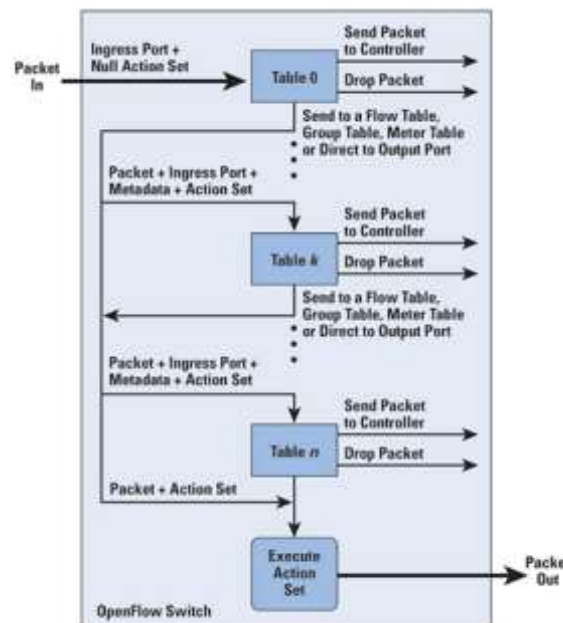 Ingress Port +
Null Action Set
Packet
In
Table 0
Send Packet
to Controller
Drop Packet
Send to a Flow Table,
Group Table, Meter Table
or Direct to Output Port
Packet + Ingress Port +
Metadata + Action Set
Table k
Send Packet
to Controller
Drop Packet
Send to a Flow Table,
Group Table, Meter Table
or Direct to Output Port
Packet + Ingress Port +
Metadata + Action Set
Table n
Send Packet
to Controller
Drop Packet
Packet + Action Set
Execute
Action
Set
Packet
Out
OpenFlow Switch